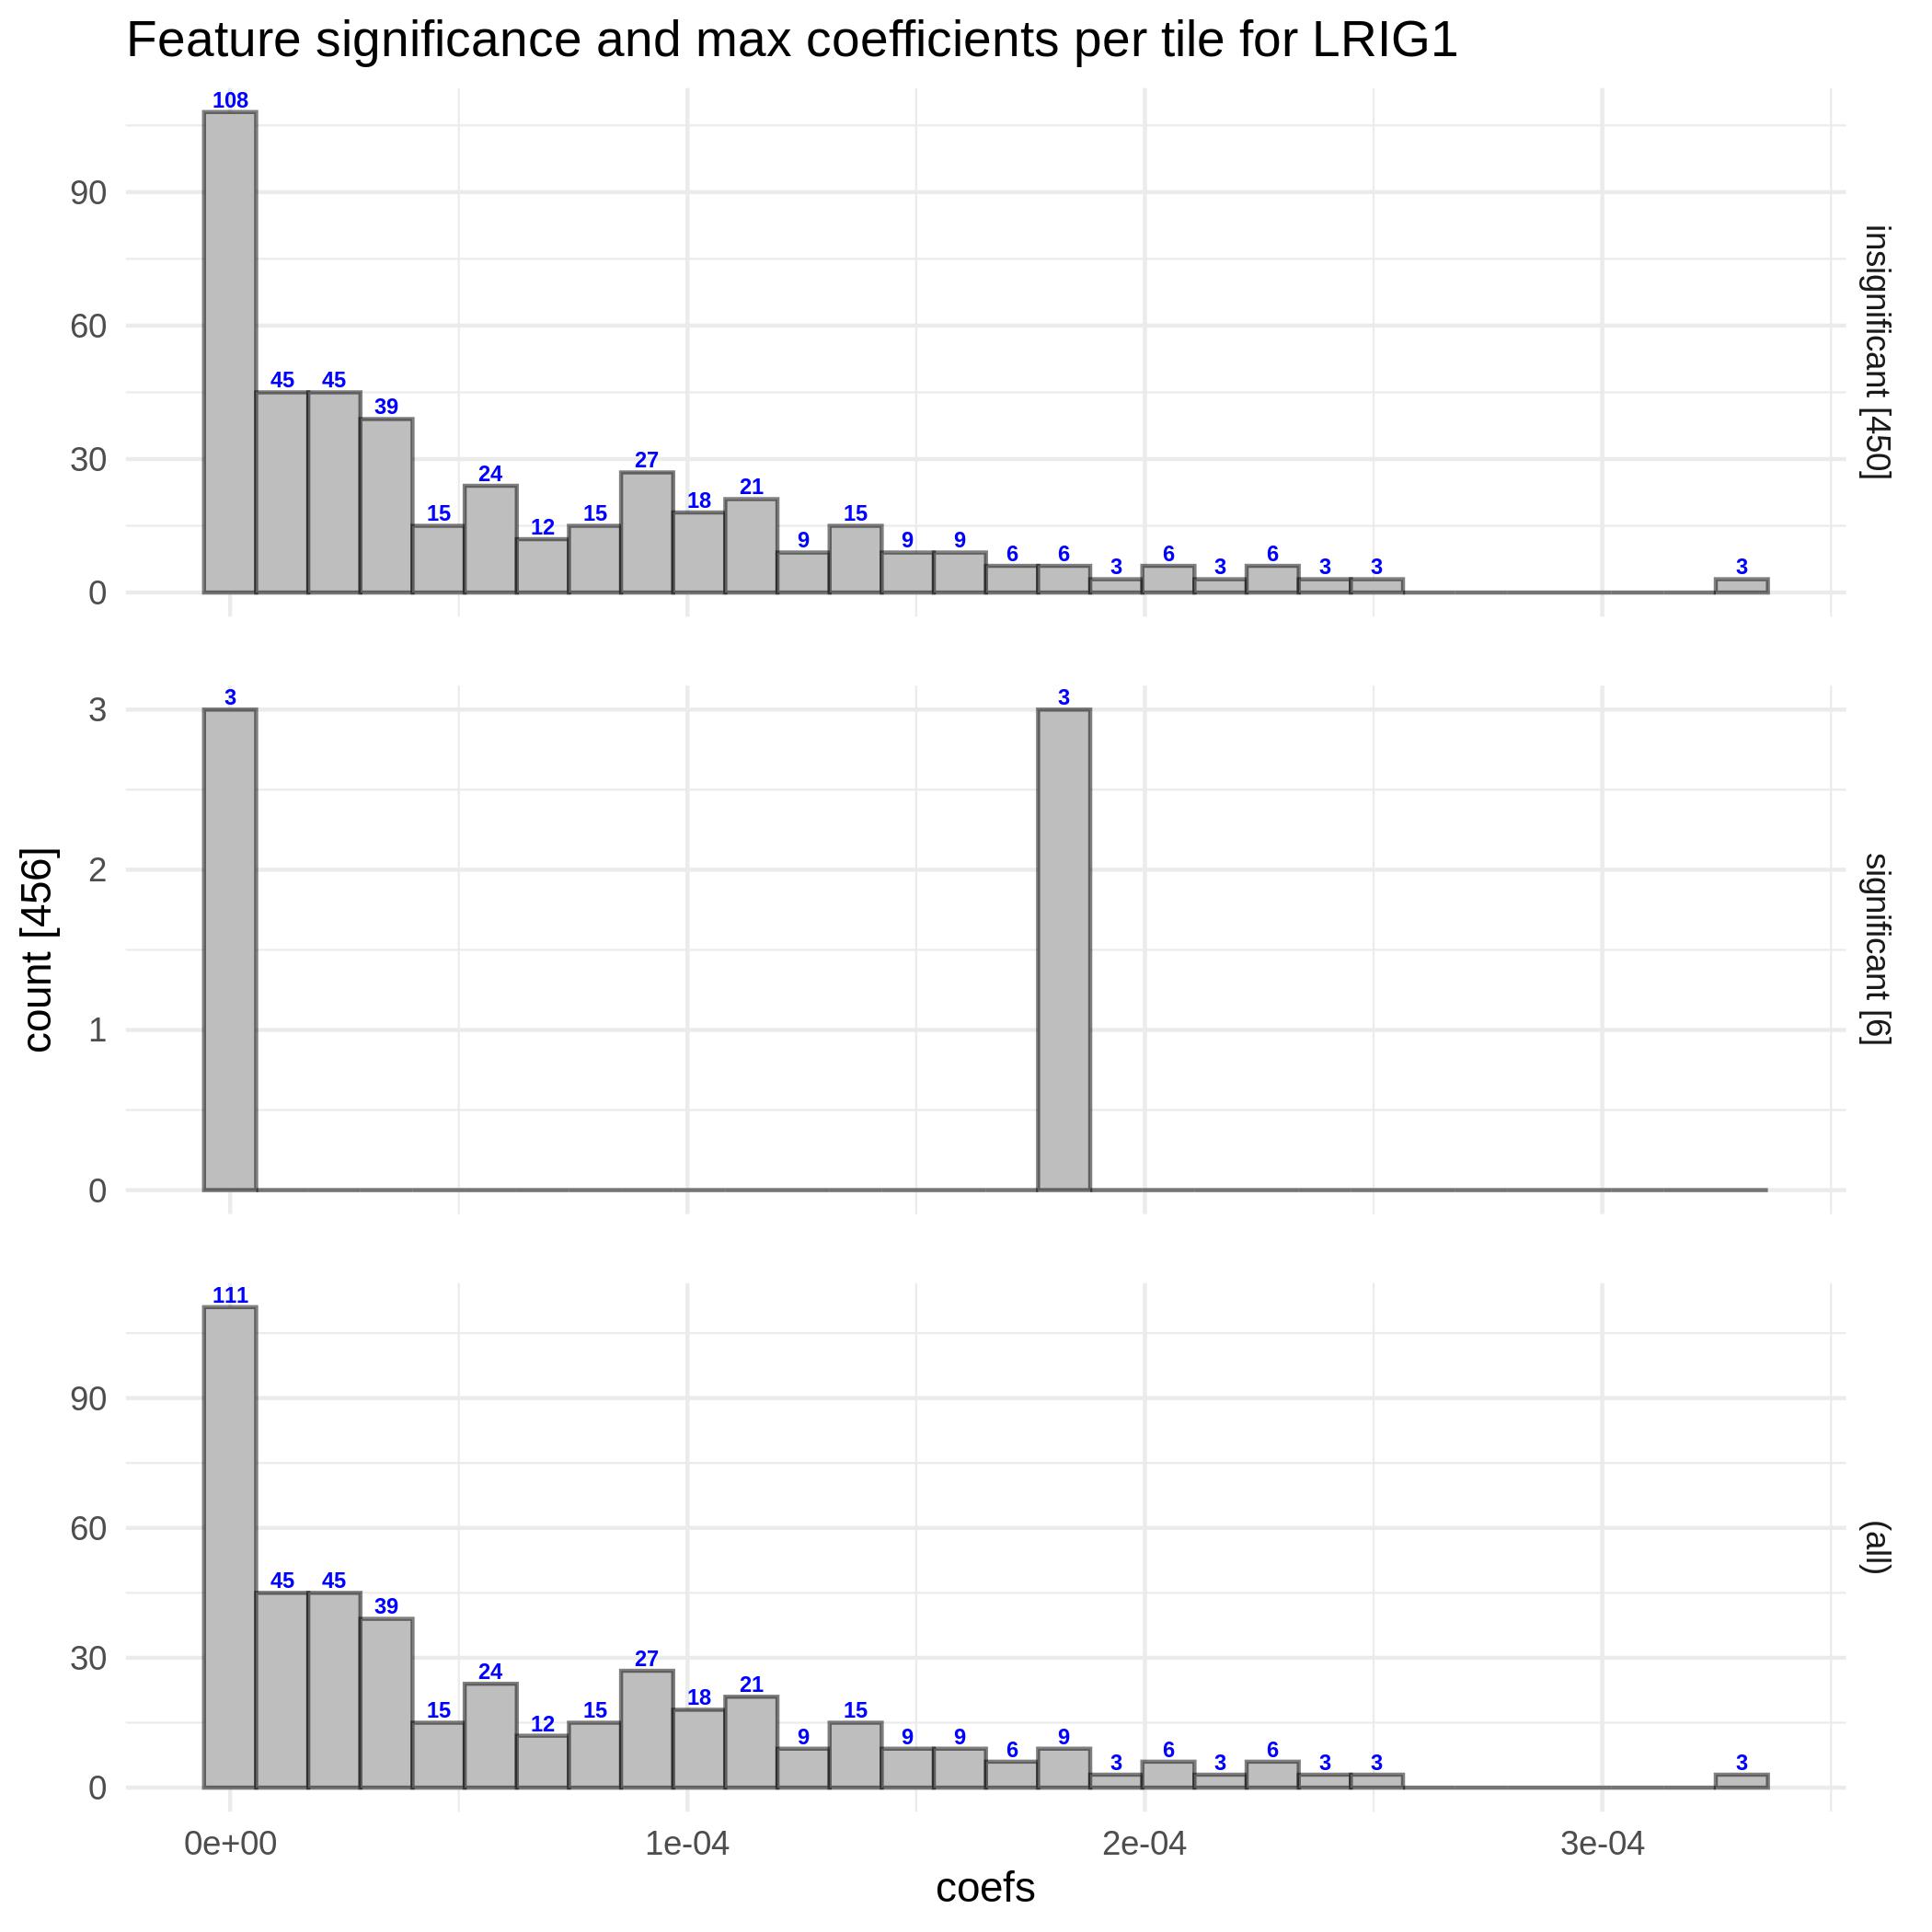 Feature significance and max coefficients per tile for LRIG1
108
45 45 39 15 24 12 15 27 18 21 9 15 9 9 6 6 3 6 3 6 3 3 3
90
60
30
0
insignificant [450]
3 3
3
2
1
0
significant [6]
count [456]
111
45 45 39 15 24 12 15 27 18 21 9 15 9 9 6 9 3 6 3 6 3 3 3
90
60
30
0
(all)
0e+00 1e-04 2e-04 3e-04
coefs